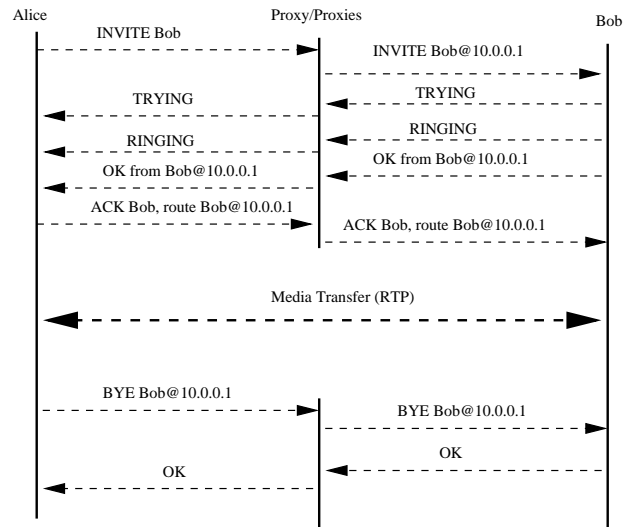 Alice
Proxy/Proxies
Bob
INVITE Bob
INVITE Bob@10.0.0.1
TRYING
TRYING
RINGING
RINGING
OK from Bob@10.0.0.1
OK from Bob@10.0.0.1
ACK Bob, route Bob@10.0.0.1
ACK Bob, route Bob@10.0.0.1
Media Transfer (RTP)
BYE Bob@10.0.0.1
BYE Bob@10.0.0.1
OK
OK